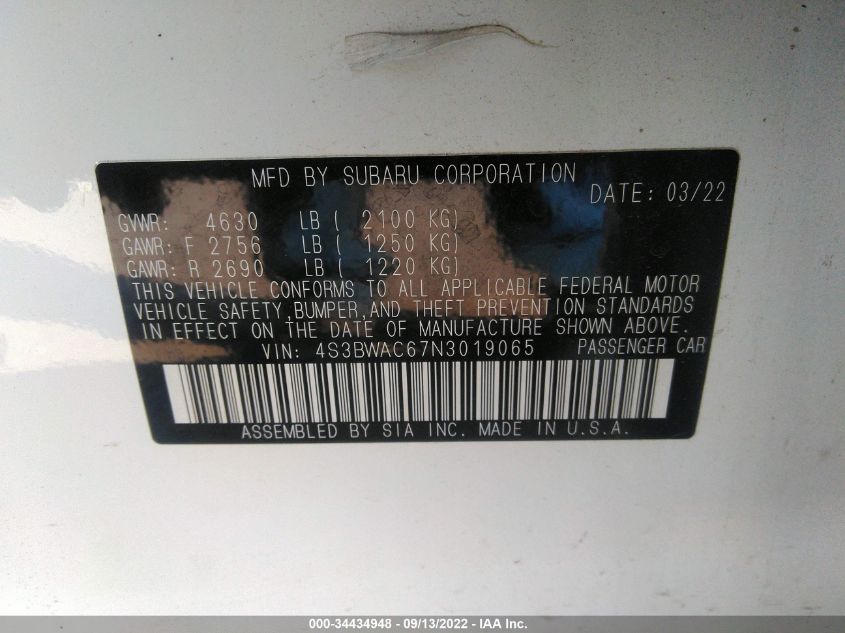 MFD BY SUBARU CORPORATION
DATE: 03/22
GVWR: 4630 LB ( 2100 KG)
GAWR: F 2756 LB ( 1250 KG)
GAWR: R 2690 LB ( 1220 KG)
THIS VEHICLE CONFORMS TO ALL APPLICABLE FEDERAL MOTOR
VEHICLE SAFETY,BUMPER,AND THEFT PREVENTION STANDARDS
IN EFFECT ON THE DATE OF MANUFACTURE SHOWN ABOVE.
VIN: 4S3BWAC67N3019065 PASSENGER CAR
ASSEMBLED BY SIA INC. MADE IN U.S.A.
000-34434948 - 09/13/2022 - IAA Inc.